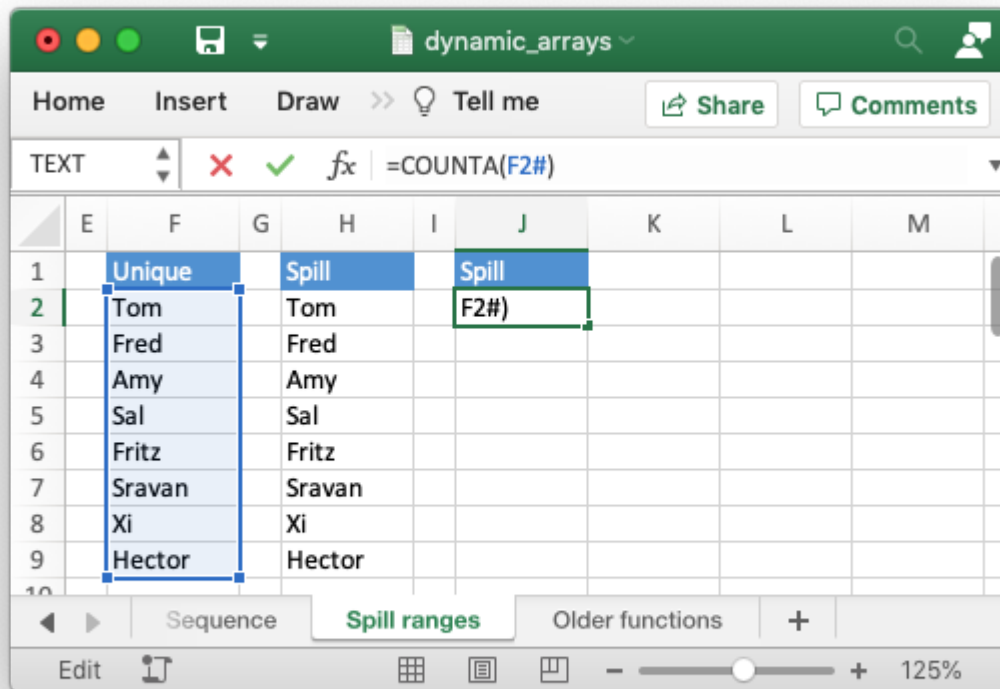 dynamic_arrays
Home Insert Draw >> Tell me Share Comments
TEXT fx =COUNTA(F2#)
E F G H I J K L M
1 Unique Spill Spill
2 Tom Tom F2#)
3 Fred Fred
4 Amy Amy
5 Sal Sal
6 Fritz Fritz
7 Sravan Sravan
8 Xi Xi
9 Hector Hector
10
Sequence Spill ranges Older functions +
Edit − + 125%